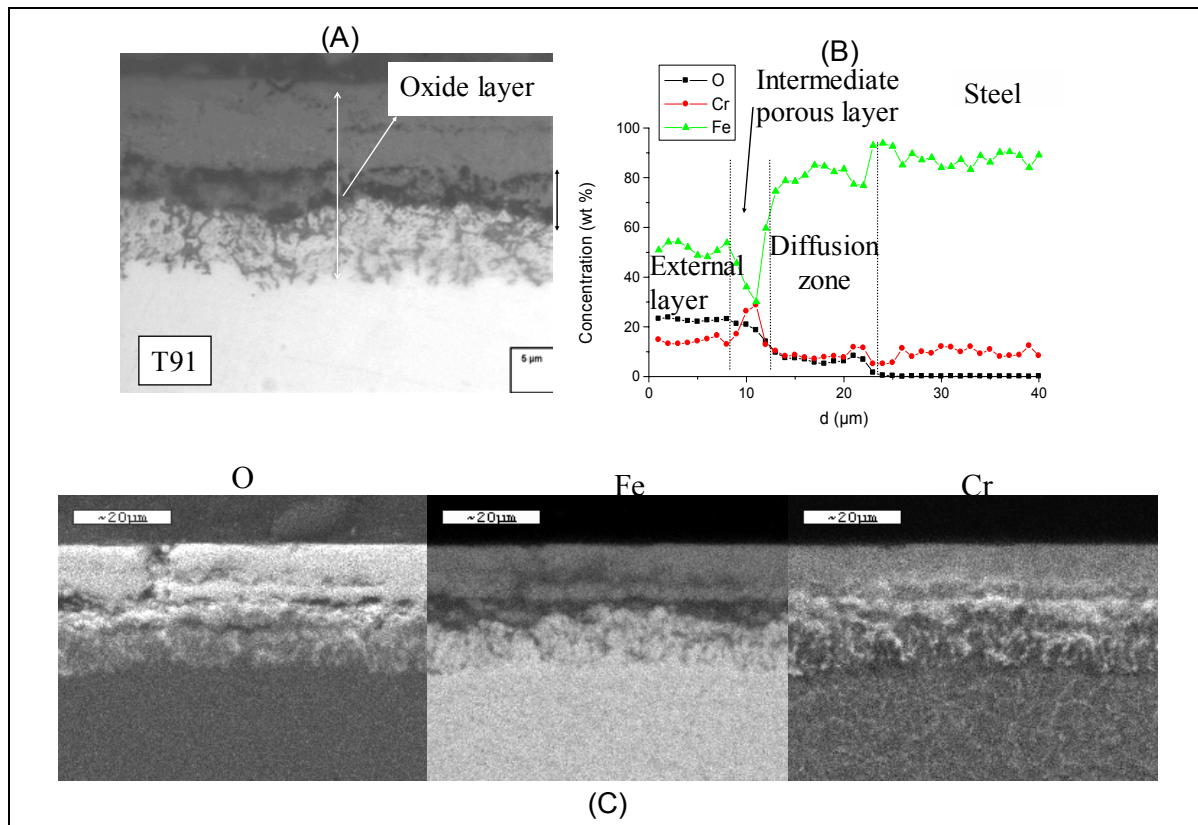 (A)
Oxide layer
T91
5 µm
(B)
O
Cr
Fe
Intermediate
porous layer
Steel
External
layer
Diffusion
zone
Concentration (wt %)
100
80
60
40
20
0
0 10 20 30 40
d (µm)
O Fe Cr
~20µm ~20µm ~20µm
(C)